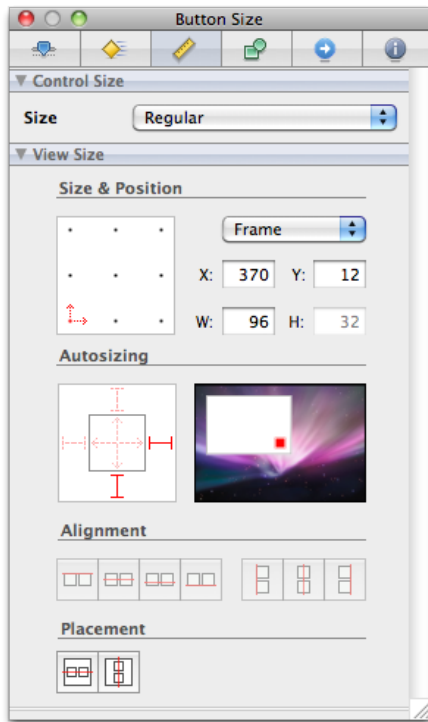 Button Size
Control Size
Size Regular
View Size
Size & Position
Frame
X: 370 Y: 12
W: 96 H: 32
Autosizing
Alignment
Placement